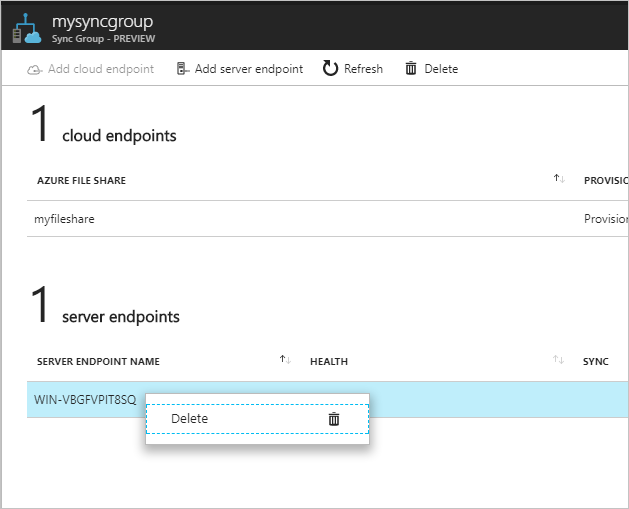 mysyncgroup
Sync Group - PREVIEW
Add cloud endpoint Add server endpoint Refresh Delete
1 cloud endpoints
AZURE FILE SHARE PROVISION
myfileshare Provision
1 server endpoints
SERVER ENDPOINT NAME HEALTH SYNC
WIN-VBGFVPIT8SQ
Delete